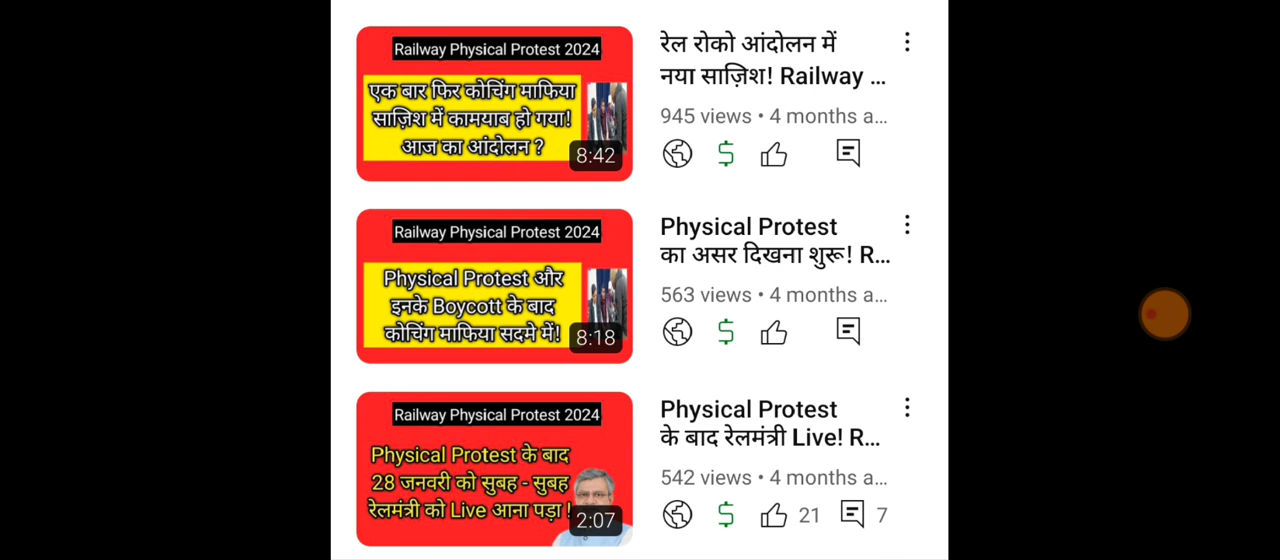 Railway Physical Protest 2024
एक बार फिर कोचिंग माफिया
साज़िश में कामयाब हो गया!
आज का आंदोलन ?
8:42
रेल रोको आंदोलन में
नया साज़िश! Railway ...
945 views • 4 months a...
Railway Physical Protest 2024
Physical Protest और
इनके Boycott के बाद
कोचिंग माफिया सदमे में!
8:18
Physical Protest
का असर दिखना शुरू! R...
563 views • 4 months a...
Railway Physical Protest 2024
Physical Protest के बाद
28 जनवरी को सुबह - सुबह
रेलमंत्री को Live आना पड़ा !
2:07
Physical Protest
के बाद रेलमंत्री Live! R...
542 views • 4 months a...
21 7